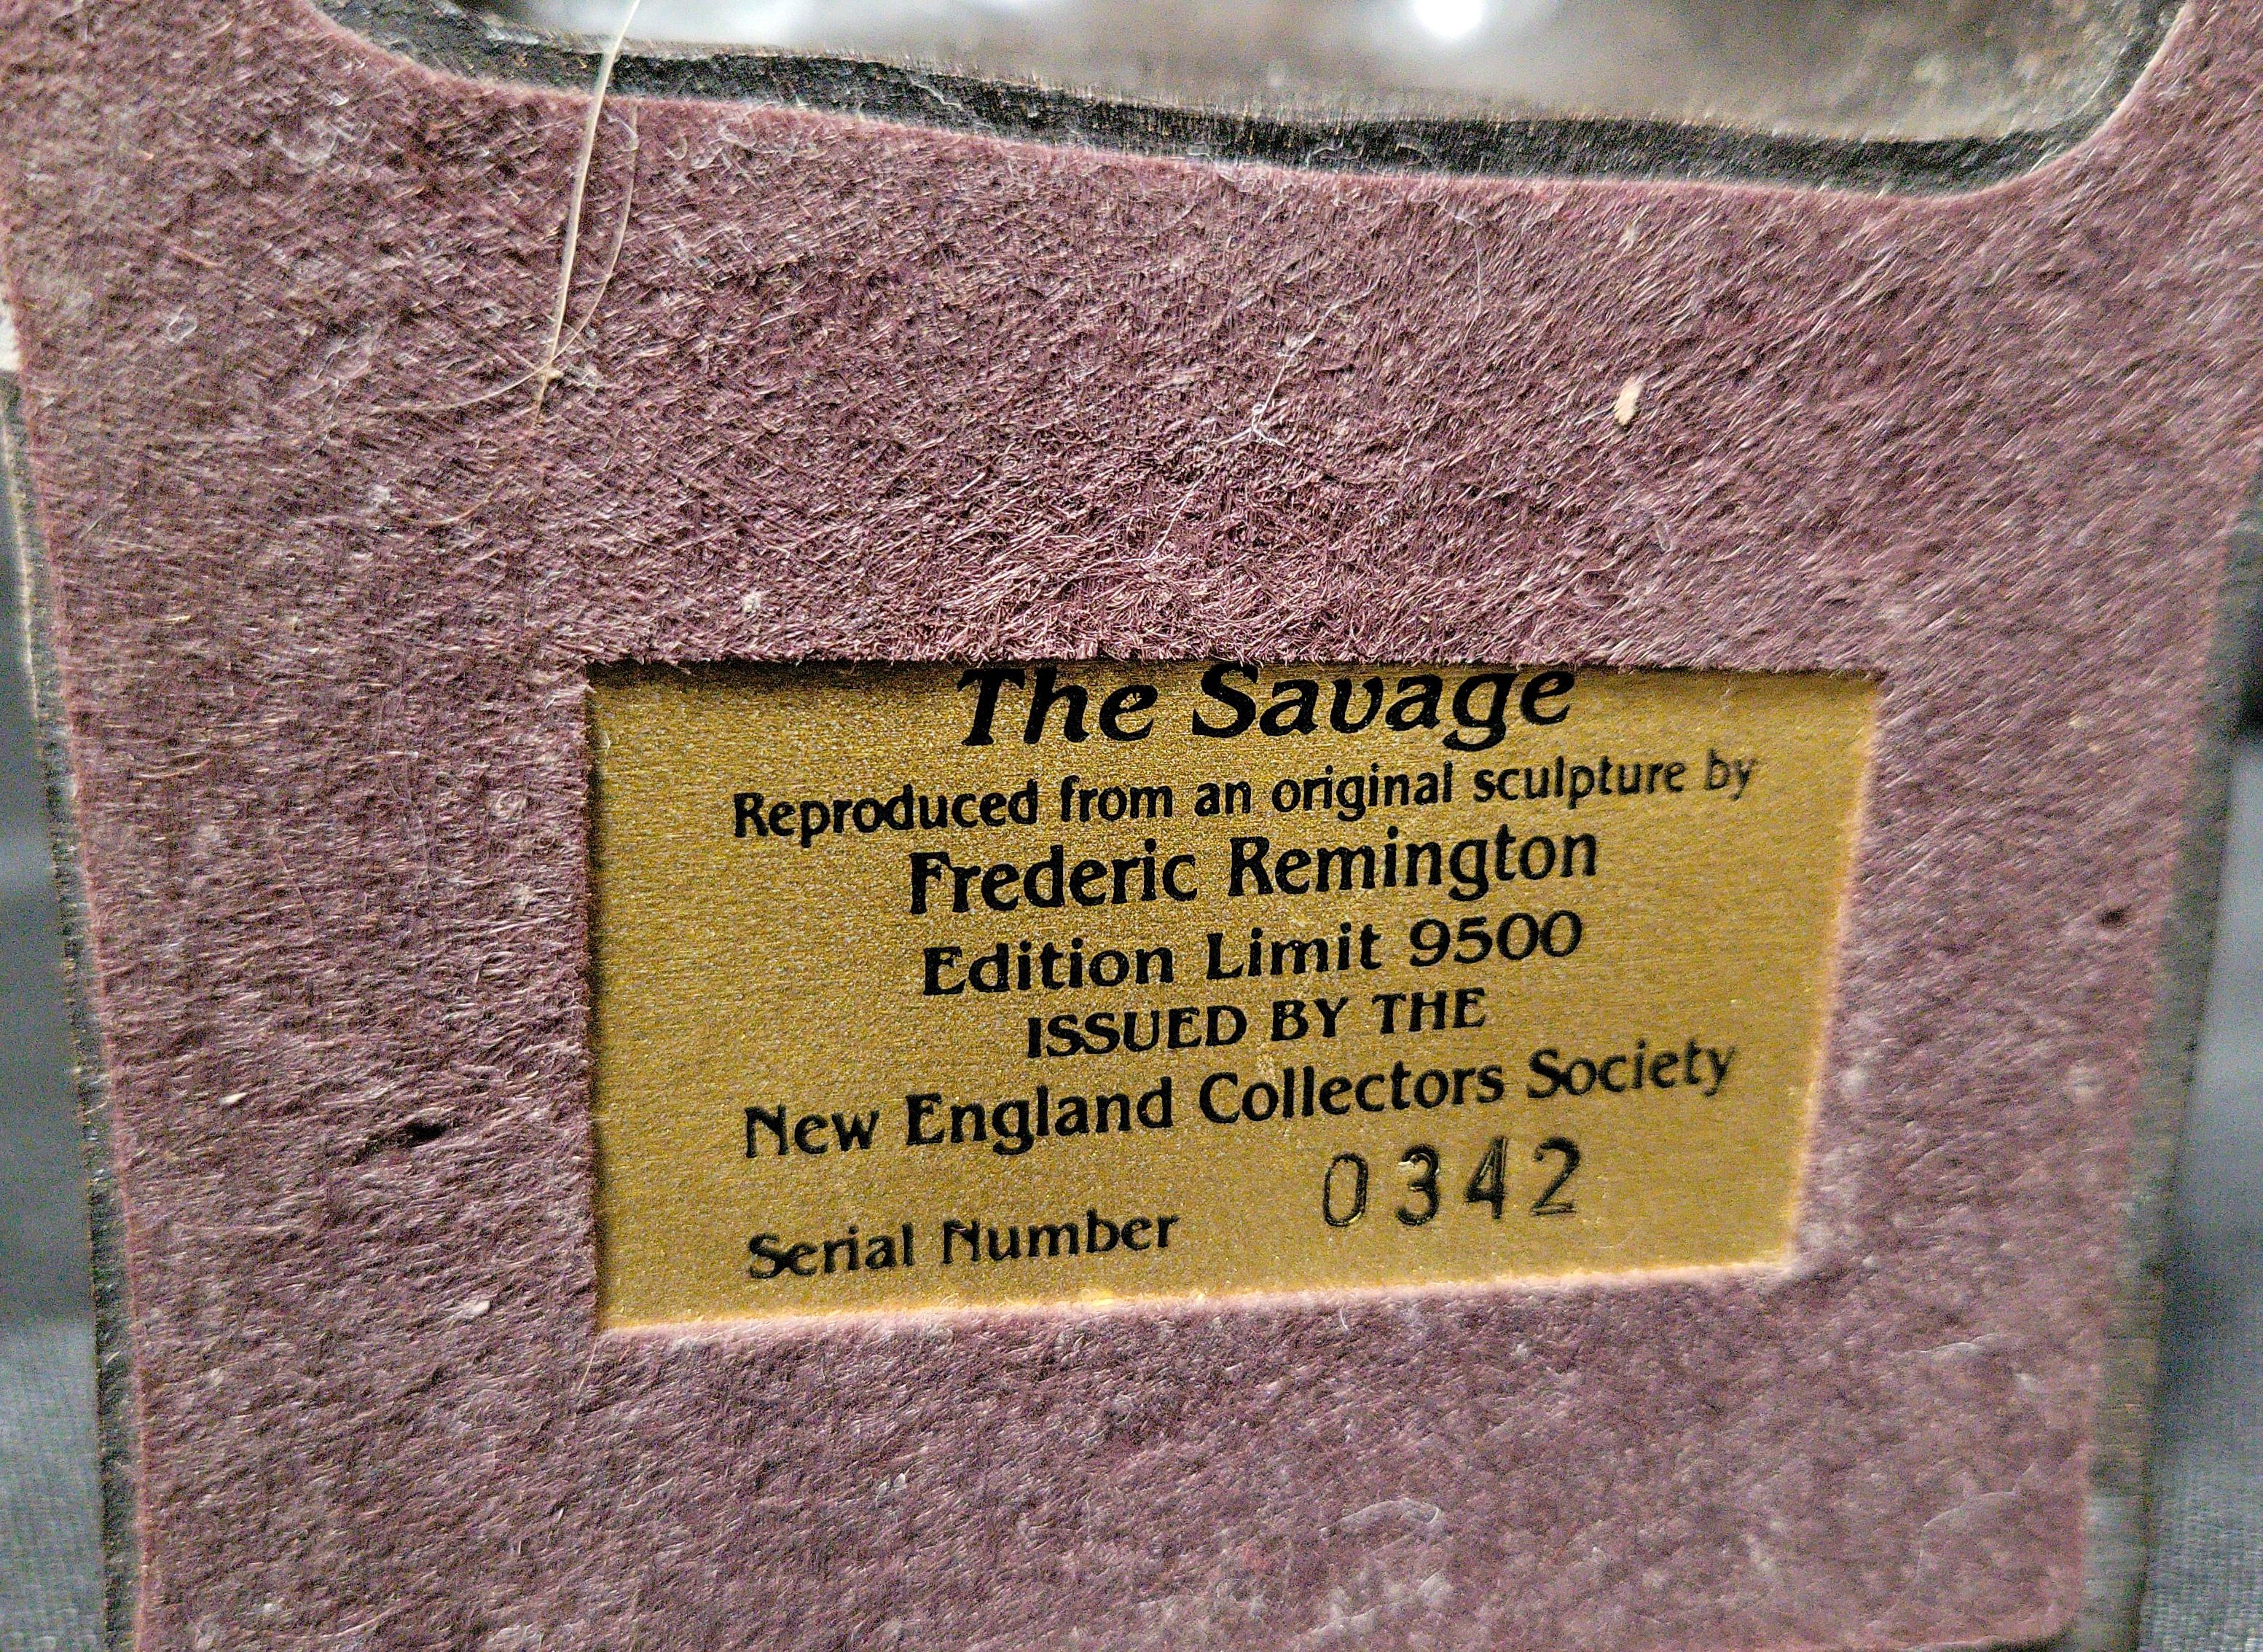 The Savage
Reproduced from an original sculpture by
Frederic Remington
Edition Limit 9500
ISSUED BY THE
New England Collectors Society
Serial Number 0342